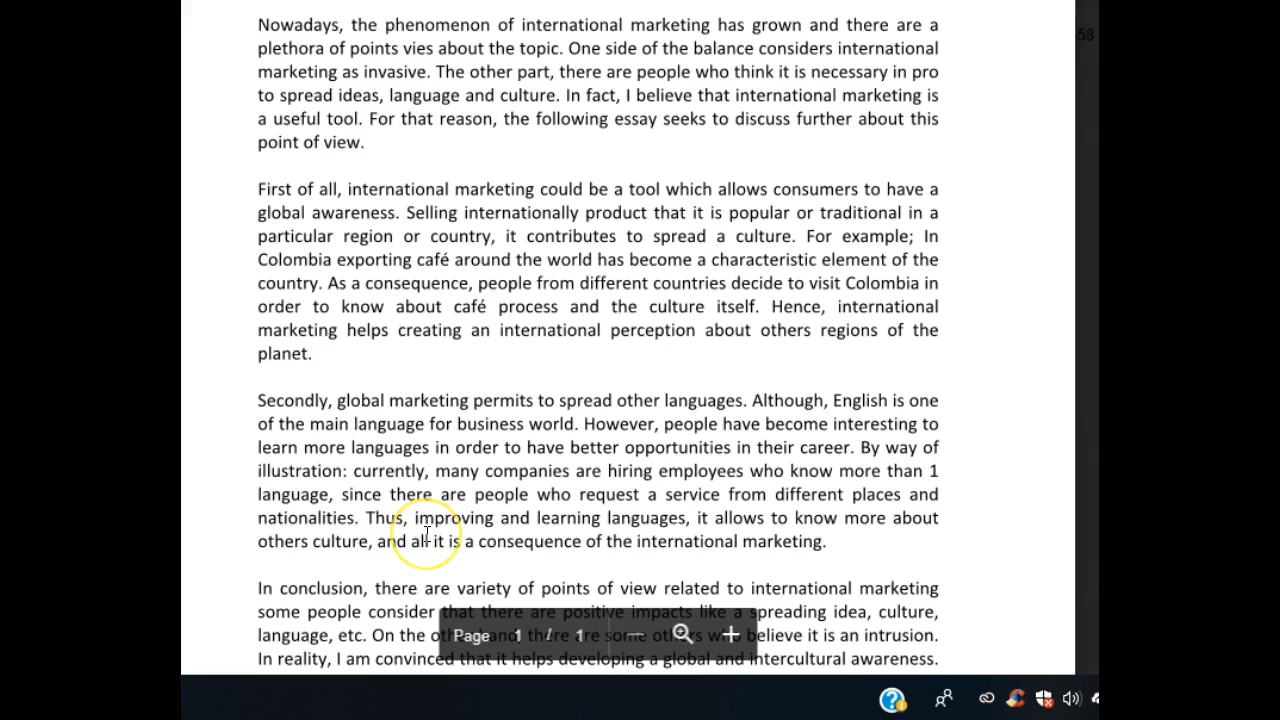 Nowadays, the phenomenon of international marketing has grown and there are a
plethora of points vies about the topic. One side of the balance considers international
marketing as invasive. The other part, there are people who think it is necessary in pro
to spread ideas, language and culture. In fact, I believe that international marketing is
a useful tool. For that reason, the following essay seeks to discuss further about this
point of view.
First of all, international marketing could be a tool which allows consumers to have a
global awareness. Selling internationally product that it is popular or traditional in a
particular region or country, it contributes to spread a culture. For example; In
Colombia exporting café around the world has become a characteristic element of the
country. As a consequence, people from different countries decide to visit Colombia in
order to know about café process and the culture itself. Hence, international
marketing helps creating an international perception about others regions of the
planet.
Secondly, global marketing permits to spread other languages. Although, English is one
of the main language for business world. However, people have become interesting to
learn more languages in order to have better opportunities in their career. By way of
illustration: currently, many companies are hiring employees who know more than 1
language, since there are people who request a service from different places and
nationalities. Thus, improving and learning languages, it allows to know more about
others culture, and all it is a consequence of the international marketing.
In conclusion, there are variety of points of view related to international marketing
some people consider that there are positive impacts like a spreading idea, culture,
language, etc. On the other hand, there are some others who believe it is an intrusion.
In reality, I am convinced that it helps developing a global and intercultural awareness.
Page 1 / 1
58